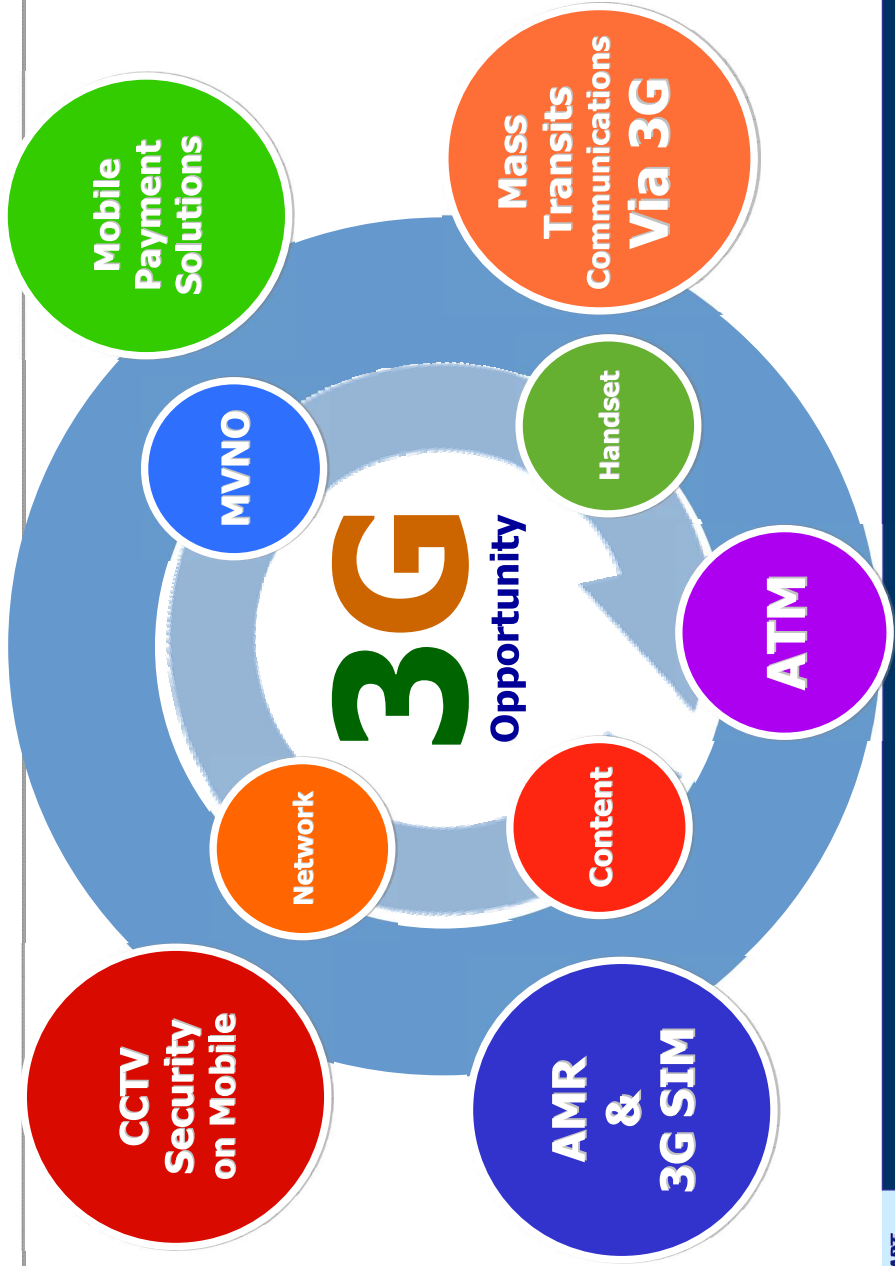 CCTV
Security
on Mobile
Mobile
Payment
Solutions
Network
MVNO
3G
Opportunity
Content
Handset
AMR
&
3G SIM
Mass
Transits
Communications
Via 3G
ATM